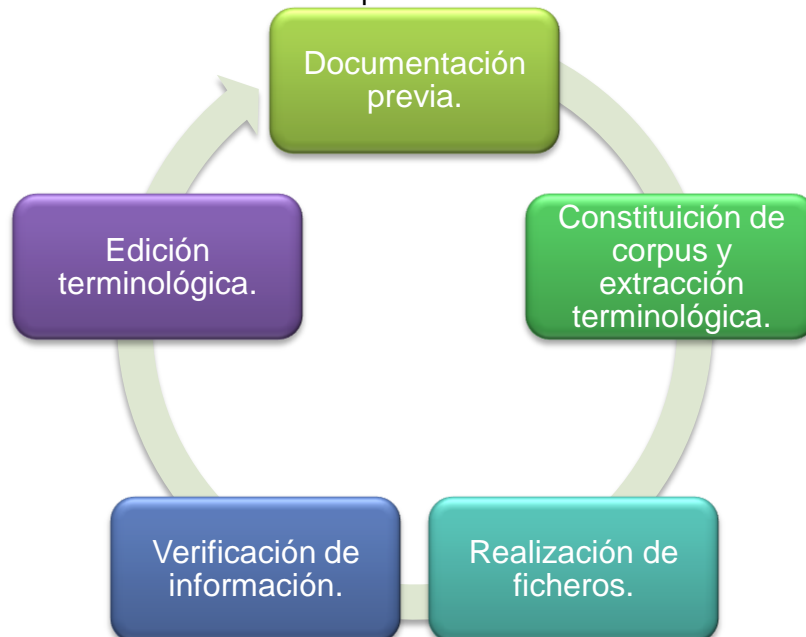 Documentación
previa.
Constituición de
corpus y
extracción
terminológica.
Realización de
ficheros.
Verificación de
información.
Edición
terminológica.